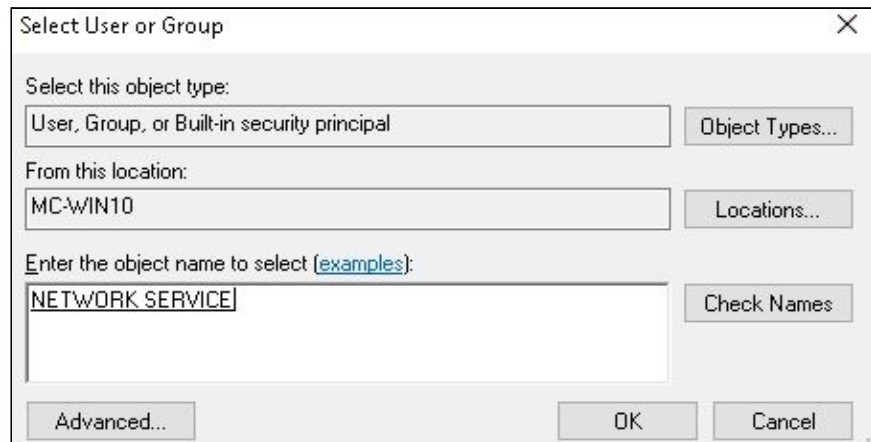 Select User or Group
Select this object type:
User, Group, or Built-in security principal
Object Types...
From this location:
MC-WIN10
Locations...
Enter the object name to select (examples):
NETWORK SERVICE
Check Names
Advanced...
OK
Cancel